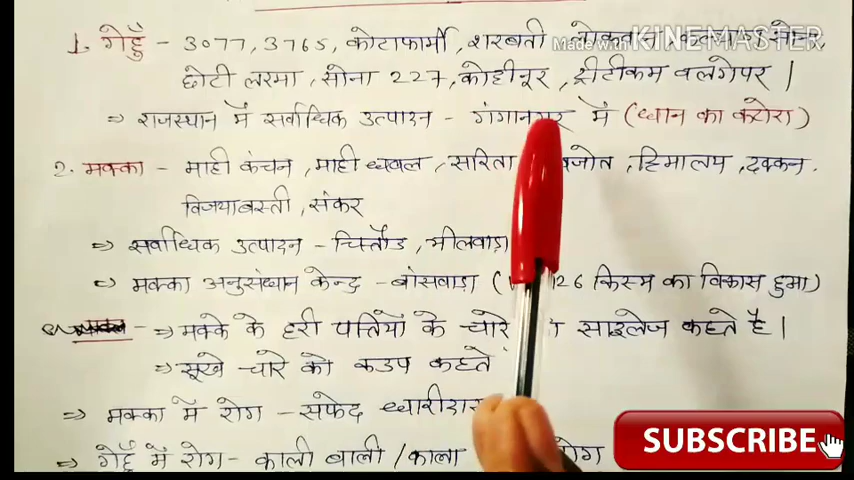 1. गेहूँ - 3077, 3765, कोटाफार्मा, शरबती, सोना,
Made with KINEMASTER
छोटी लरमा, सोना 227, कोहीनूर, ट्रीटीकम वलगेपर |
⇒ राजस्थान में सर्वाधिक उत्पादन - गंगानगर में (धान का कटोरा)
2. मक्का - माही कंचन, माही धवल, सरिता, हिमालय, दक्कन.
विजयाबस्ती, संकर
⇒ सर्वाधिक उत्पादन - चित्तौड, भीलवाड़ा
⇒ मक्का अनुसंधान केन्द्र - बांसवाड़ा ( 126 किस्म का विकास हुआ)
⇒ मक्के के हरी पत्तियों के चारे साइलेज कहते है |
⇒ सूखे चारे को कडप कहते
⇒ मक्का में रोग - सफेद धारीदार
SUBSCRIBE
⇒ गेहूँ में रोग - काली बाली / काला रोग